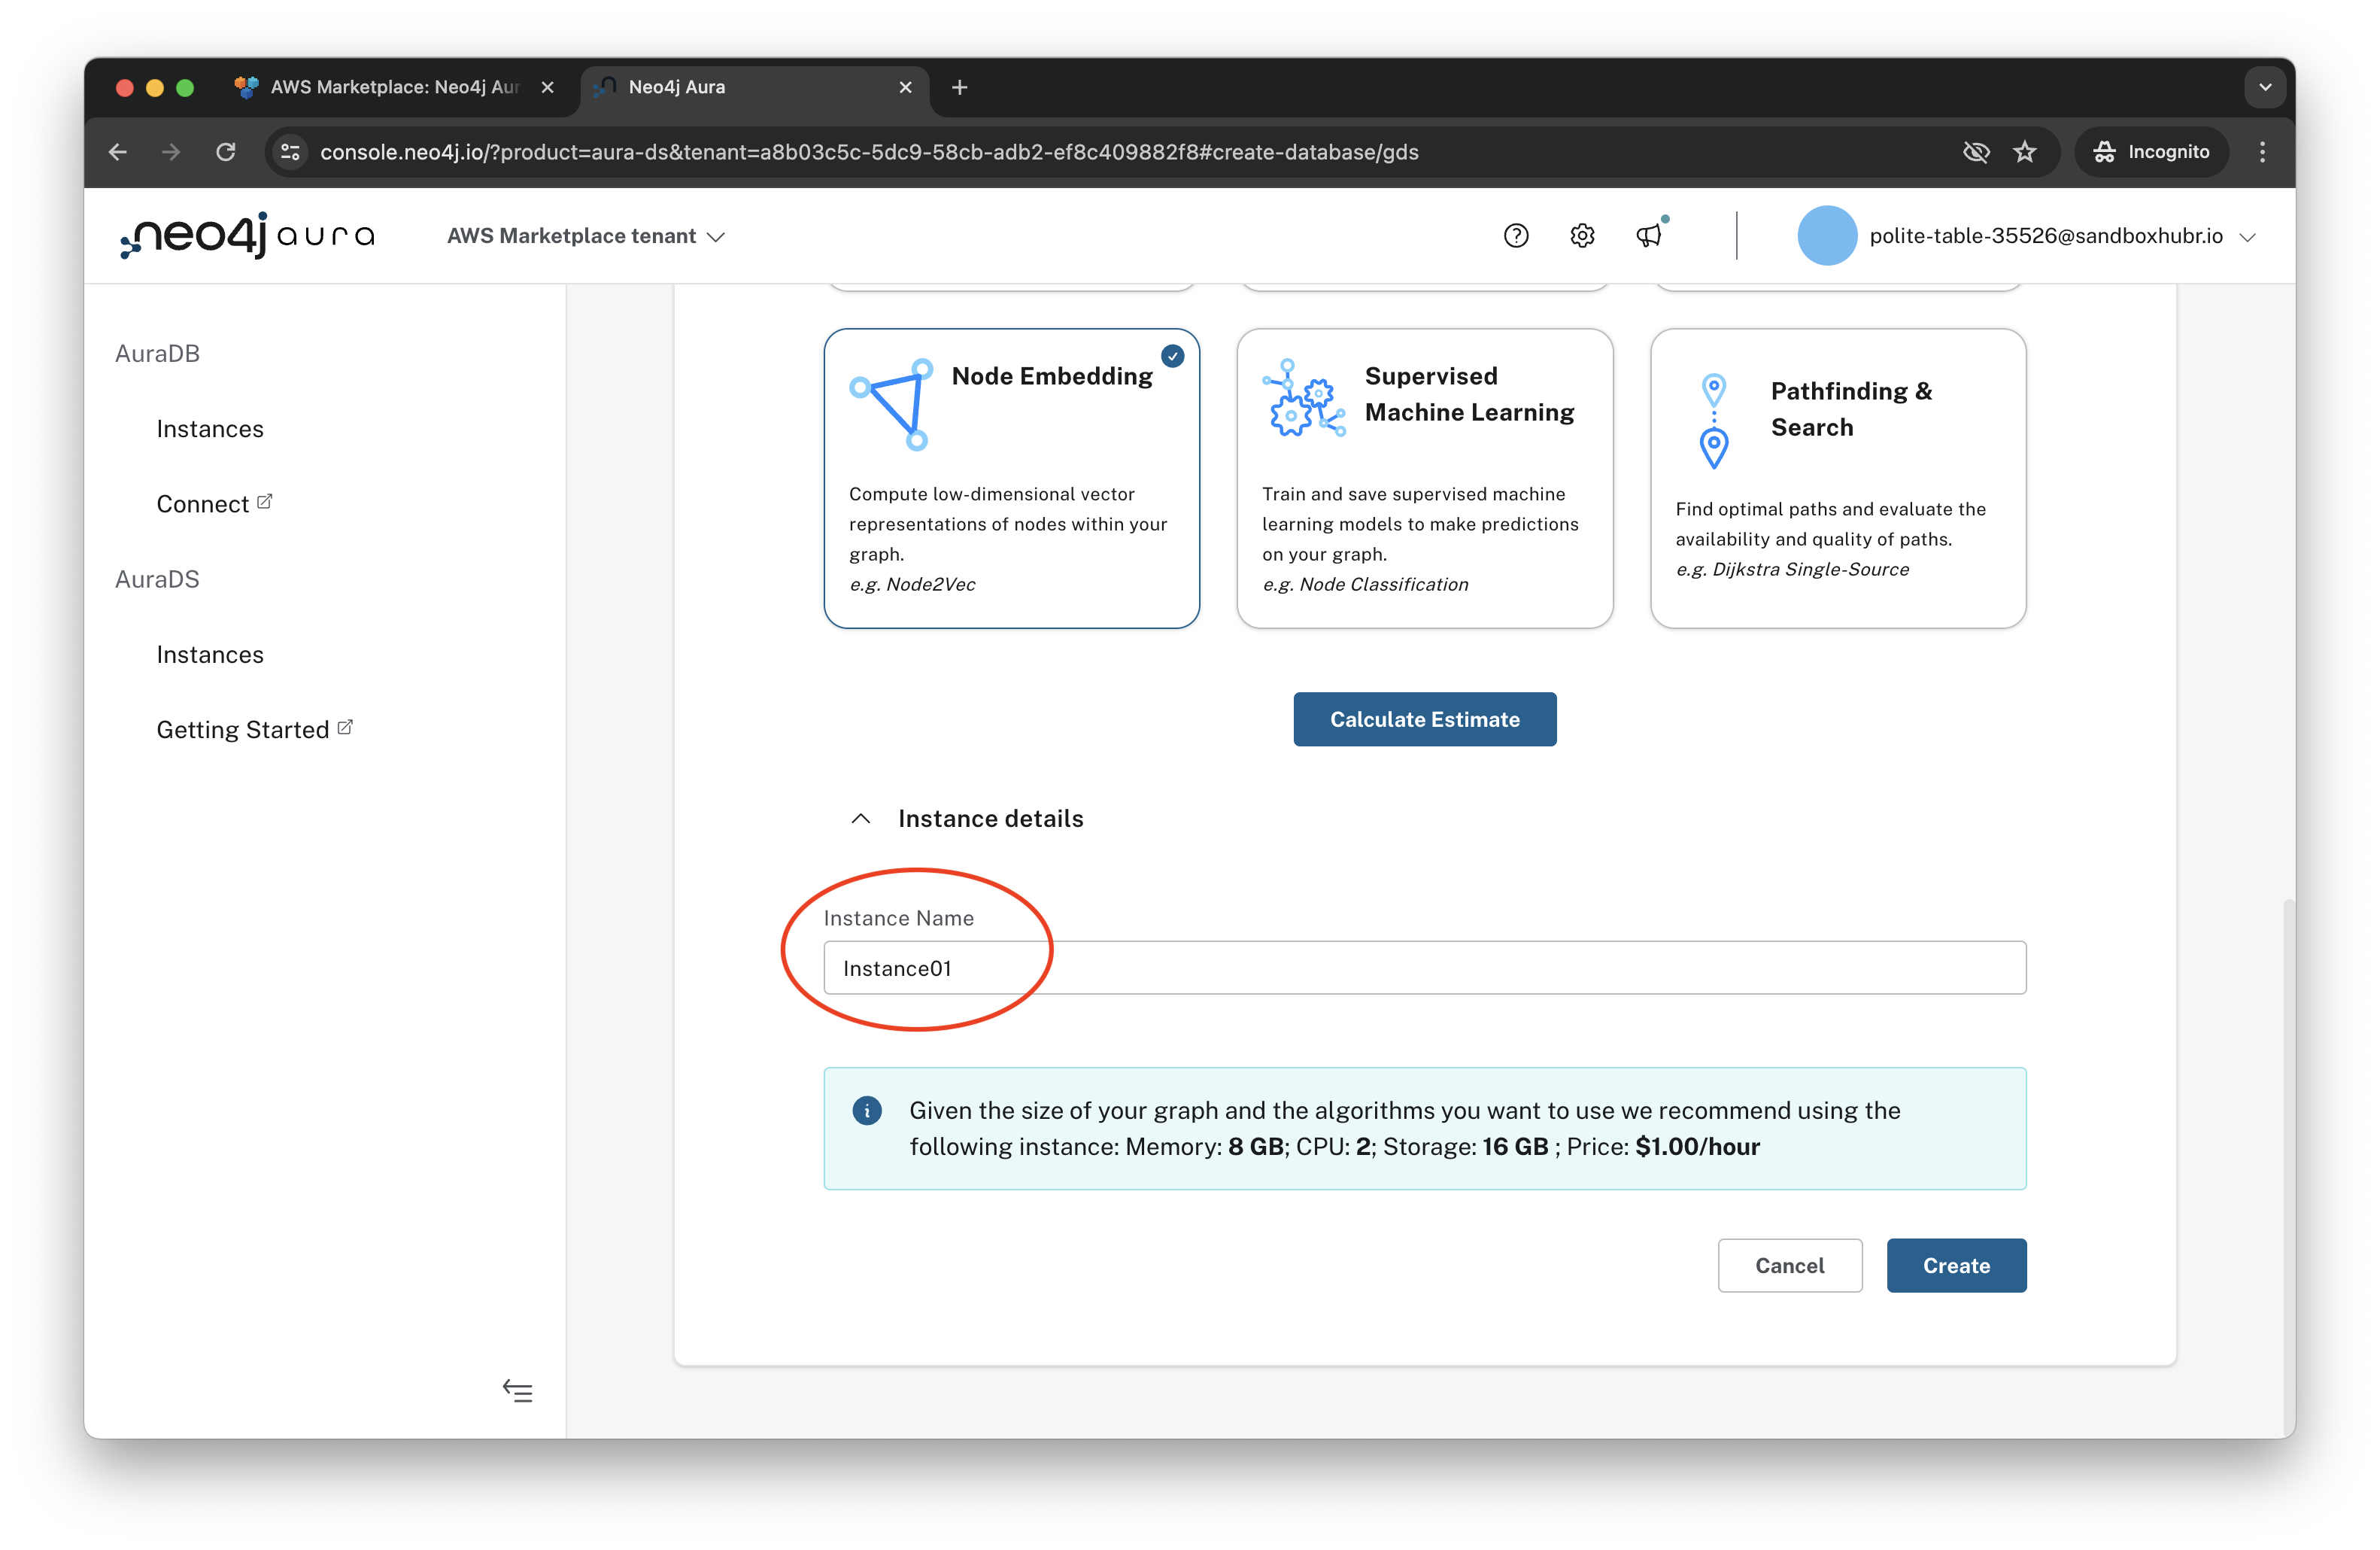 AWS Marketplace: Neo4j Aur
Neo4j Aura
console.neo4j.io/?product=aura-ds&tenant=a8b03c5c-5dc9-58cb-adb2-ef8c409882f8#create-database/gds
Incognito
neo4j aura
AWS Marketplace tenant
polite-table-35526@sandboxhubr.io
AuraDB
Instances
Connect
AuraDS
Instances
Getting Started
Node Embedding
Compute low-dimensional vector
representations of nodes within your
graph.
e.g. Node2Vec
Supervised
Machine Learning
Train and save supervised machine
learning models to make predictions
on your graph.
e.g. Node Classification
Pathfinding &
Search
Find optimal paths and evaluate the
availability and quality of paths.
e.g. Dijkstra Single-Source
Calculate Estimate
Instance details
Instance Name
Instance01
Given the size of your graph and the algorithms you want to use we recommend using the
following instance: Memory: 8 GB; CPU: 2; Storage: 16 GB ; Price: $1.00/hour
Cancel
Create